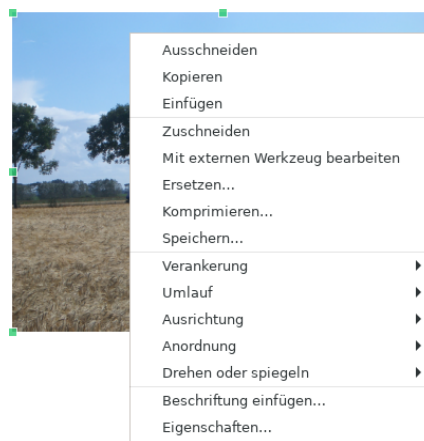 Ausschneiden
Kopieren
Einfügen
Zuschneiden
Mit externen Werkzeug bearbeiten
Ersetzen...
Komprimieren...
Speichern...
Verankerung
Umlauf
Ausrichtung
Anordnung
Drehen oder spiegeln
Beschriftung einfügen...
Eigenschaften...